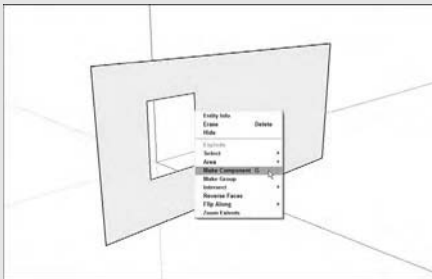 Entity Info
Erase Delete
Hide
Explode
Select
Area
Make Component G
Make Group
Intersect
Reverse Faces
Flip Along
Zoom Extents